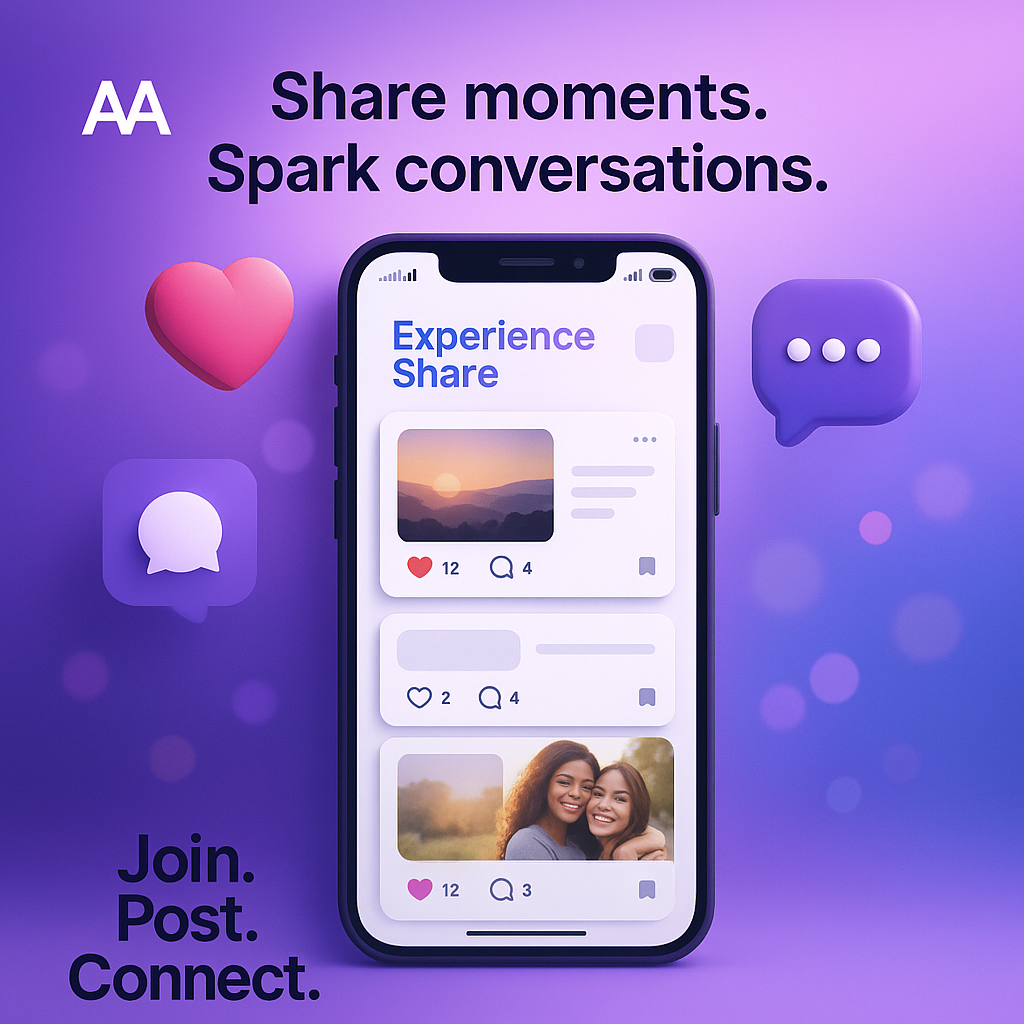 AA
Share moments.
Spark conversations.
Experience
Share
12 4
2 4
12 3
Join.
Post.
Connect.